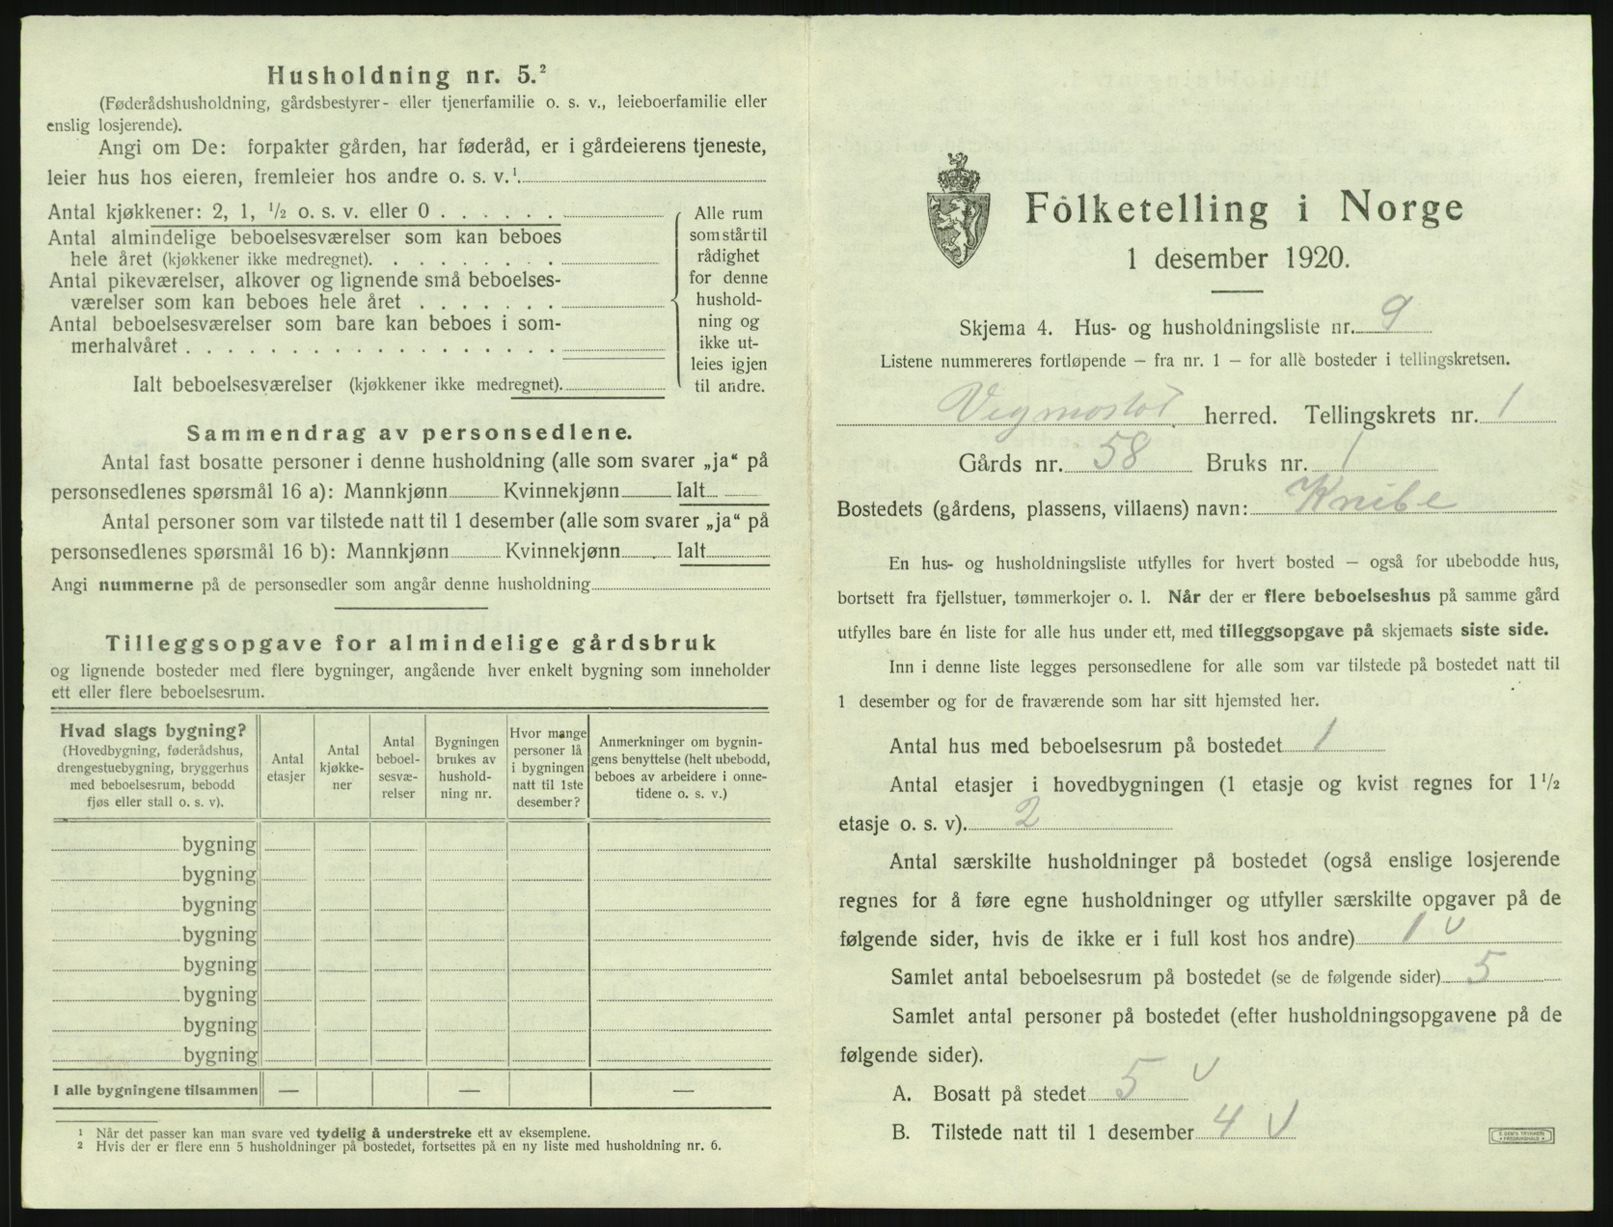 Husholdning nr. 5.²
(Føderådshusholdning, gårdsbestyrer- eller tjenerfamilie o. s. v., leieboerfamilie eller
enslig losjerende).
Angi om De: forpakter gården, har føderåd, er i gårdeierens tjeneste,
leier hus hos eieren, fremleier hos andre o. s. v.¹
Antal kjøkkener: 2, 1, ½ o. s. v. eller 0
Antal almindelige beboelsesværelser som kan beboes
hele året (kjøkkener ikke medregnet).
Antal pikeværelser, alkover og lignende små beboelses-
værelser som kan beboes hele året
Antal beboelsesværelser som bare kan beboes i som-
merhalvåret
Ialt beboelsesværelser (kjøkkener ikke medregnet).
Alle rum
som står til
rådighet
for denne
hushold-
ning og
ikke ut-
leies igjen
til andre.
Sammendrag av personsedlene.
Antal fast bosatte personer i denne husholdning (alle som svarer „ja“ på
personsedlenes spørsmål 16 a): Mannkjønn Kvinnekjønn Ialt
Antal personer som var tilstede natt til 1 desember (alle som svarer „ja“ på
personsedlenes spørsmål 16 b): Mannkjønn Kvinnekjønn Ialt
Angi nummerne på de personsedler som angår denne husholdning
Tilleggsopgave for almindelige gårdsbruk
og lignende bosteder med flere bygninger, angående hver enkelt bygning som inneholder
ett eller flere beboelsesrum.
Hvad slags bygning?
(Hovedbygning, føderådshus,
drengestuebygning, bryggerhus
med beboelsesrum, bebodd
fjøs eller stall o. s. v).
Antal
etasjer
Antal
kjøkke-
ner
Antal
beboel-
sesvæ-
relser
Bygningen
brukes av
hushold-
ning nr.
Hvor mange
personer lå
i bygningen
natt til 1ste
desember?
Anmerkninger om bygnin-
gens benyttelse (helt ubebodd,
beboes av arbeidere i onne-
tidene o. s. v.)
bygning
bygning
bygning
bygning
bygning
bygning
bygning
bygning
I alle bygningene tilsammen — — —
¹ Når det passer kan man svare ved tydelig å understreke ett av eksemplene.
² Hvis der er flere enn 5 husholdninger på bostedet, fortsettes på en ny liste med husholdning nr. 6.
Folketelling i Norge
1 desember 1920.
Skjema 4. Hus- og husholdningsliste nr. 9
Listene nummereres fortløpende — fra nr. 1 — for alle bosteder i tellingskretsen.
Vigmostad herred. Tellingskrets nr. 1
Gårds nr. 58 Bruks nr. 1
Bostedets (gårdens, plassens, villaens) navn: Knibe
En hus- og husholdningsliste utfylles for hvert bosted — også for ubebodde hus,
bortsett fra fjellstuer, tømmerkojer o. l. Når der er flere beboelseshus på samme gård
utfylles bare én liste for alle hus under ett, med tilleggsopgave på skjemaets siste side.
Inn i denne liste legges personsedlene for alle som var tilstede på bostedet natt til
1 desember og for de fraværende som har sitt hjemsted her.
Antal hus med beboelsesrum på bostedet 1
Antal etasjer i hovedbygningen (1 etasje og kvist regnes for 1½
etasje o. s. v). 2
Antal særskilte husholdninger på bostedet (også enslige losjerende
regnes for å føre egne husholdninger og utfyller særskilte opgaver på de
følgende sider, hvis de ikke er i full kost hos andre) 1 v
Samlet antal beboelsesrum på bostedet (se de følgende sider) 5
Samlet antal personer på bostedet (efter husholdningsopgavene på de
følgende sider).
A. Bosatt på stedet 5 v
B. Tilstede natt til 1 desember 4 v